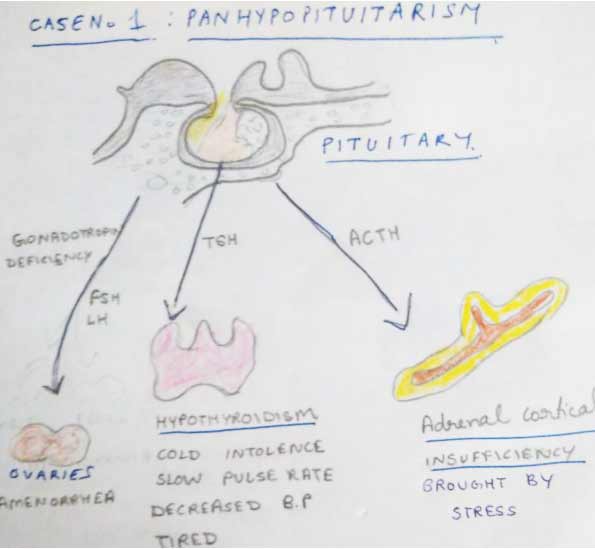 CASE No 1 : PANHYPOPITUITARISM
PITUITARY.
GONADOTROPIN
DEFICIENCY
FSH
LH
TSH
ACTH
OVARIES
AMENORRHEA
HYPOTHYROIDISM
COLD INTOLENCE
SLOW PULSE RATE
DECREASED B.P
TIRED
Adrenal cortical
INSUFFICIENCY
BROUGHT BY
STRESS